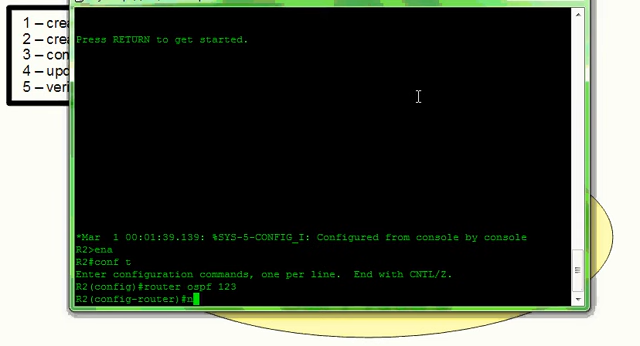 1 – crea
2 – crea
3 – con
4 – upd
5 – veri
Press RETURN to get started.
*Mar  1 00:01:39.139: %SYS-5-CONFIG_I: Configured from console by console
R2>ena
R2#conf t
Enter configuration commands, one per line.  End with CNTL/Z.
R2(config)#router ospf 123
R2(config-router)#n